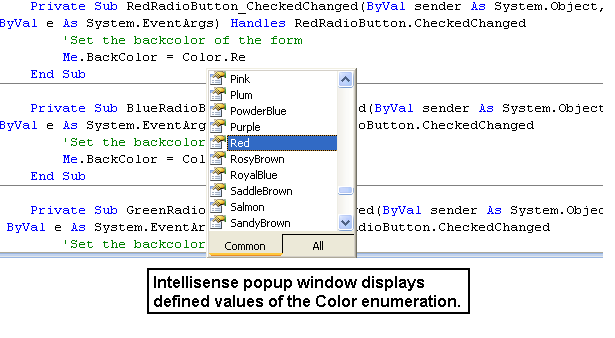 Private Sub RedRadioButton_CheckedChanged(ByVal sender As System.Object,
ByVal e As System.EventArgs) Handles RedRadioButton.CheckedChanged
'Set the backcolor of the form
Me.BackColor = Color.Re
End Sub
Pink
Plum
Private Sub BlueRadioB PowderBlue ed(ByVal sender As System.Object
ByVal e As System.EventArg Purple dioButton.CheckedChanged
'Set the backcolor Red
Me.BackColor = Col RosyBrown
End Sub RoyalBlue
SaddleBrown
Private Sub GreenRadio Salmon ed(ByVal sender As System.Objec
ByVal e As System.EventArg SandyBrown RadioButton.CheckedChanged
'Set the backcolor Common All
Intellisense popup window displays
defined values of the Color enumeration.